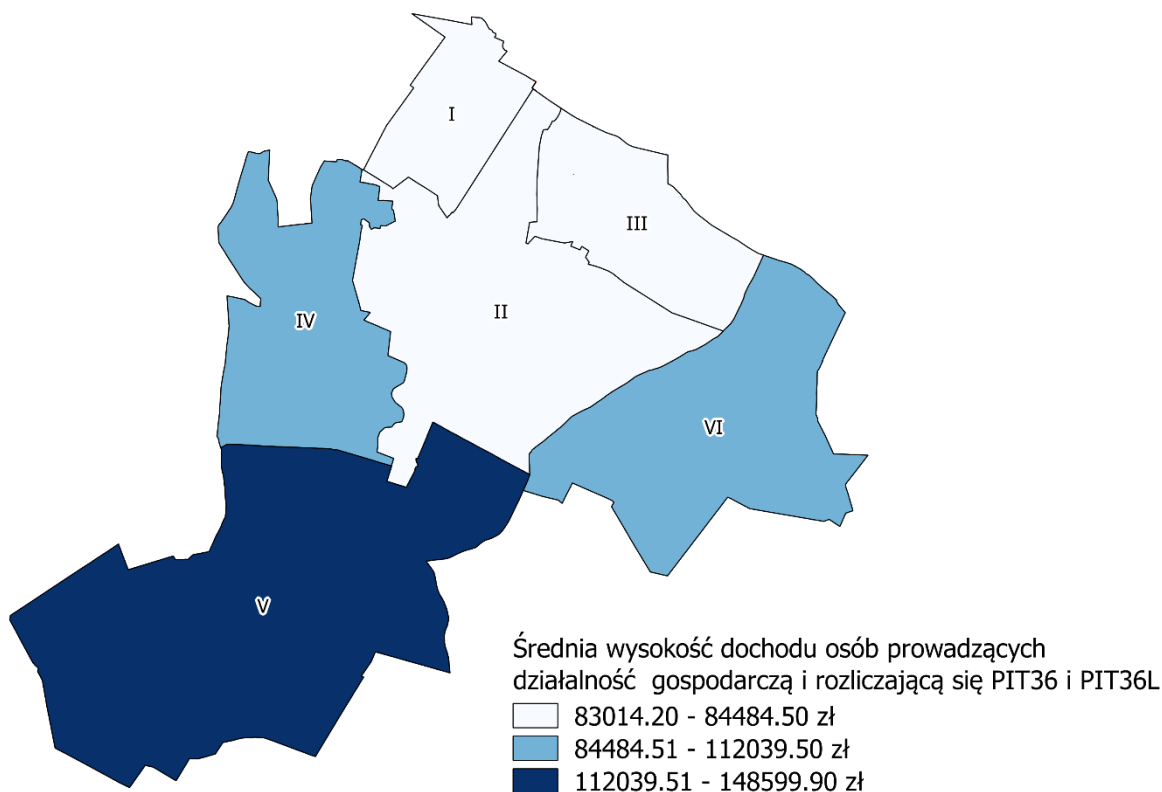 I
III
II
IV
VI
V
Średnia wysokość dochodu osób prowadzących
działalność  gospodarczą i rozliczającą się PIT36 i PIT36L
83014.20 - 84484.50 zł
84484.51 - 112039.50 zł
112039.51 - 148599.90 zł